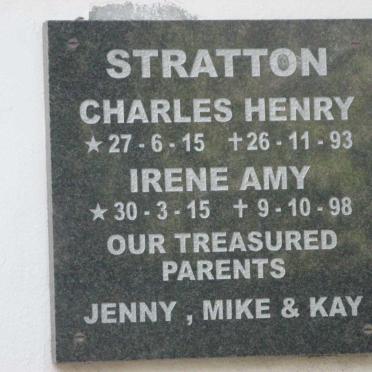 STRATTON
CHARLES HENRY
★ 27 - 6 - 15 ✝ 26 - 11 - 93
IRENE AMY
★ 30 - 3 - 15 ✝ 9 - 10 - 98
OUR TREASURED
PARENTS
JENNY , MIKE & KAY